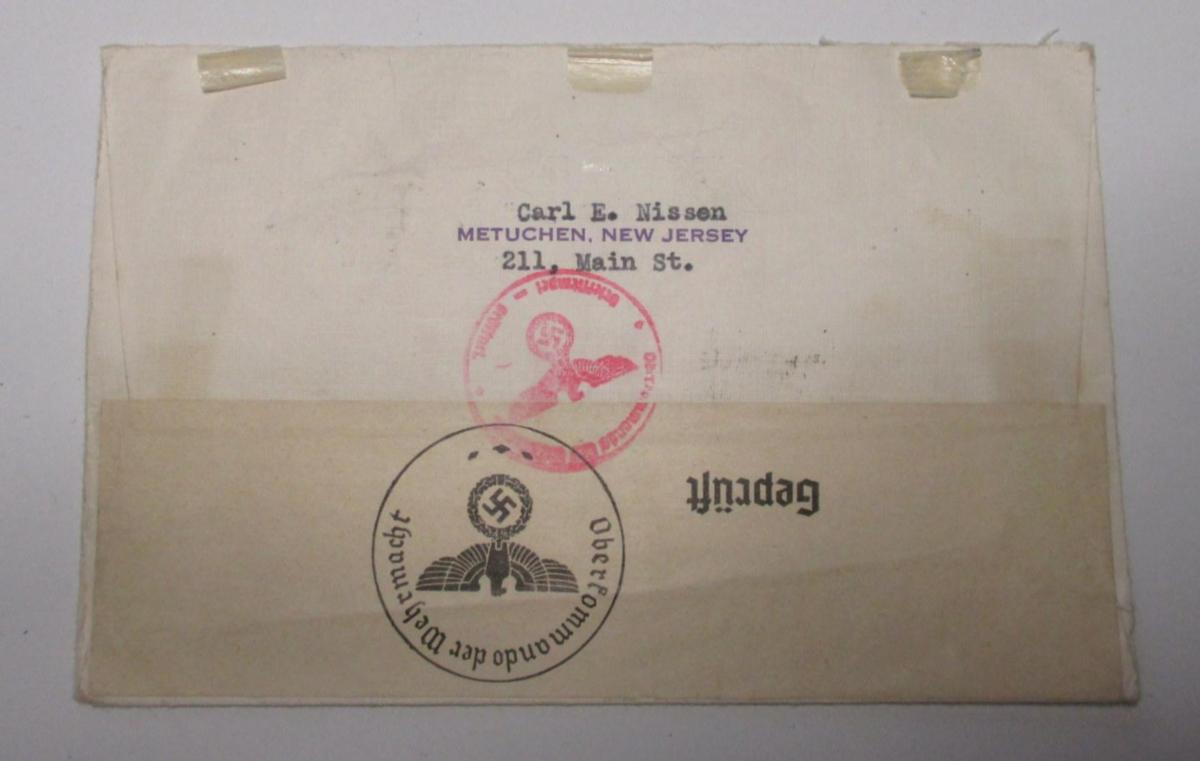 Carl E. Nissen
METUCHEN, NEW JERSEY
211, Main St.
Geprüft
Oberkommando der Wehrmacht